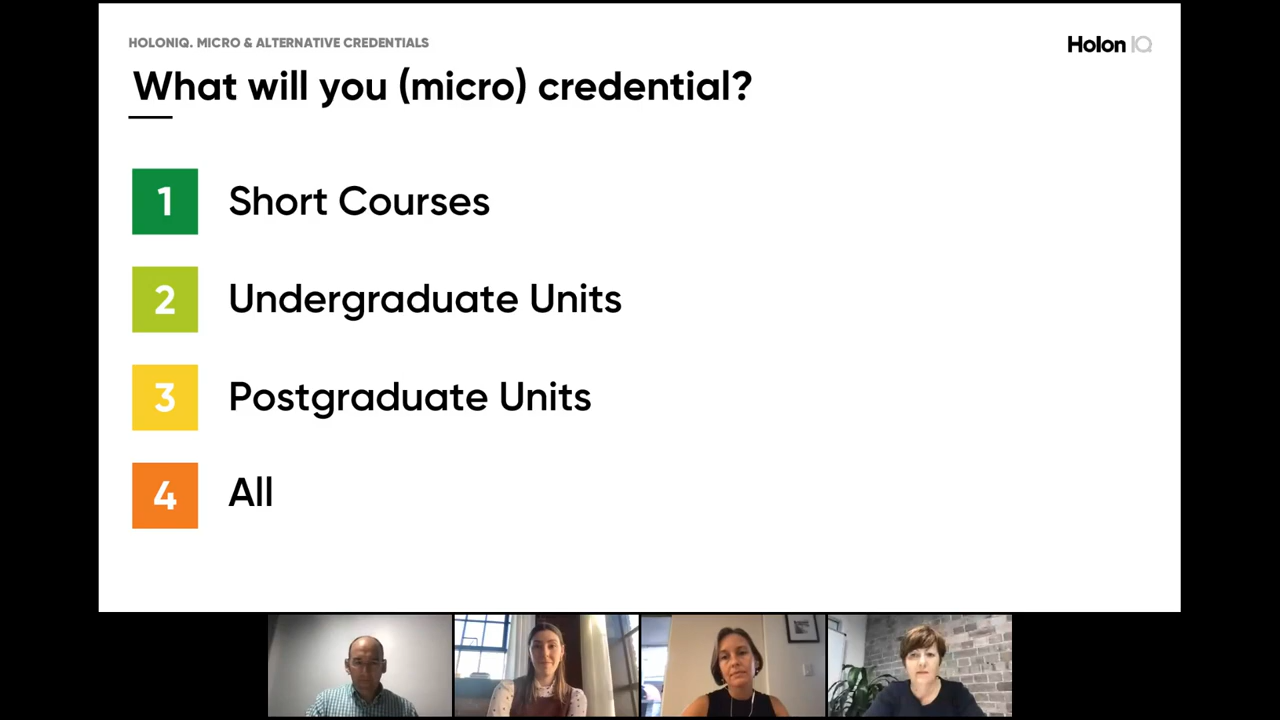 HOLONIQ. MICRO & ALTERNATIVE CREDENTIALS
Holon IQ
What will you (micro) credential?
1 Short Courses
2 Undergraduate Units
3 Postgraduate Units
4 All